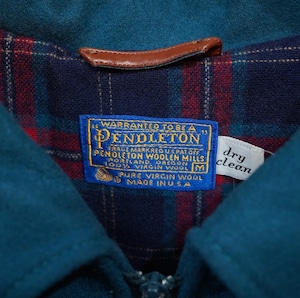 "WARRANTED TO BE A
PENDLETON"
TRADE MARK REG U.S. PAT. OFF.
PENDLETON WOOLEN MILLS
PORTLAND, OREGON
100% VIRGIN WOOL
M
PURE VIRGIN WOOL
MADE IN U.S.A.
dry
clean